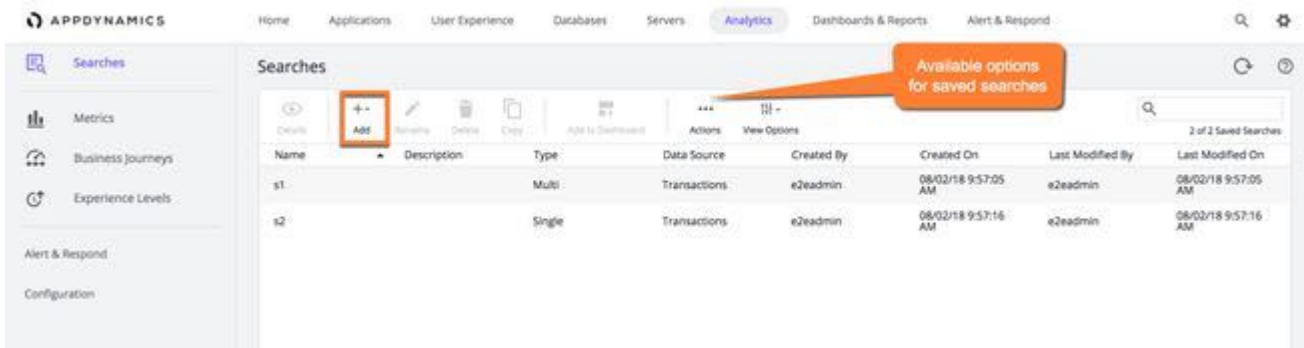 APPDYNAMICS
Home Applications User Experience Databases Servers Analytics Dashboards & Reports Alert & Respond
Searches
Metrics
Business Journeys
Experience Levels
Alert & Respond
Configuration
Searches
Available options
for saved searches
Details Add Rename Delete Copy Add to Dashboard Actions View Options
2 of 2 Saved Searches
Name Description Type Data Source Created By Created On Last Modified By Last Modified On
s1 Multi Transactions e2eadmin 08/02/18 9:57:05 AM e2eadmin 08/02/18 9:57:05 AM
s2 Single Transactions e2eadmin 08/02/18 9:57:16 AM e2eadmin 08/02/18 9:57:16 AM